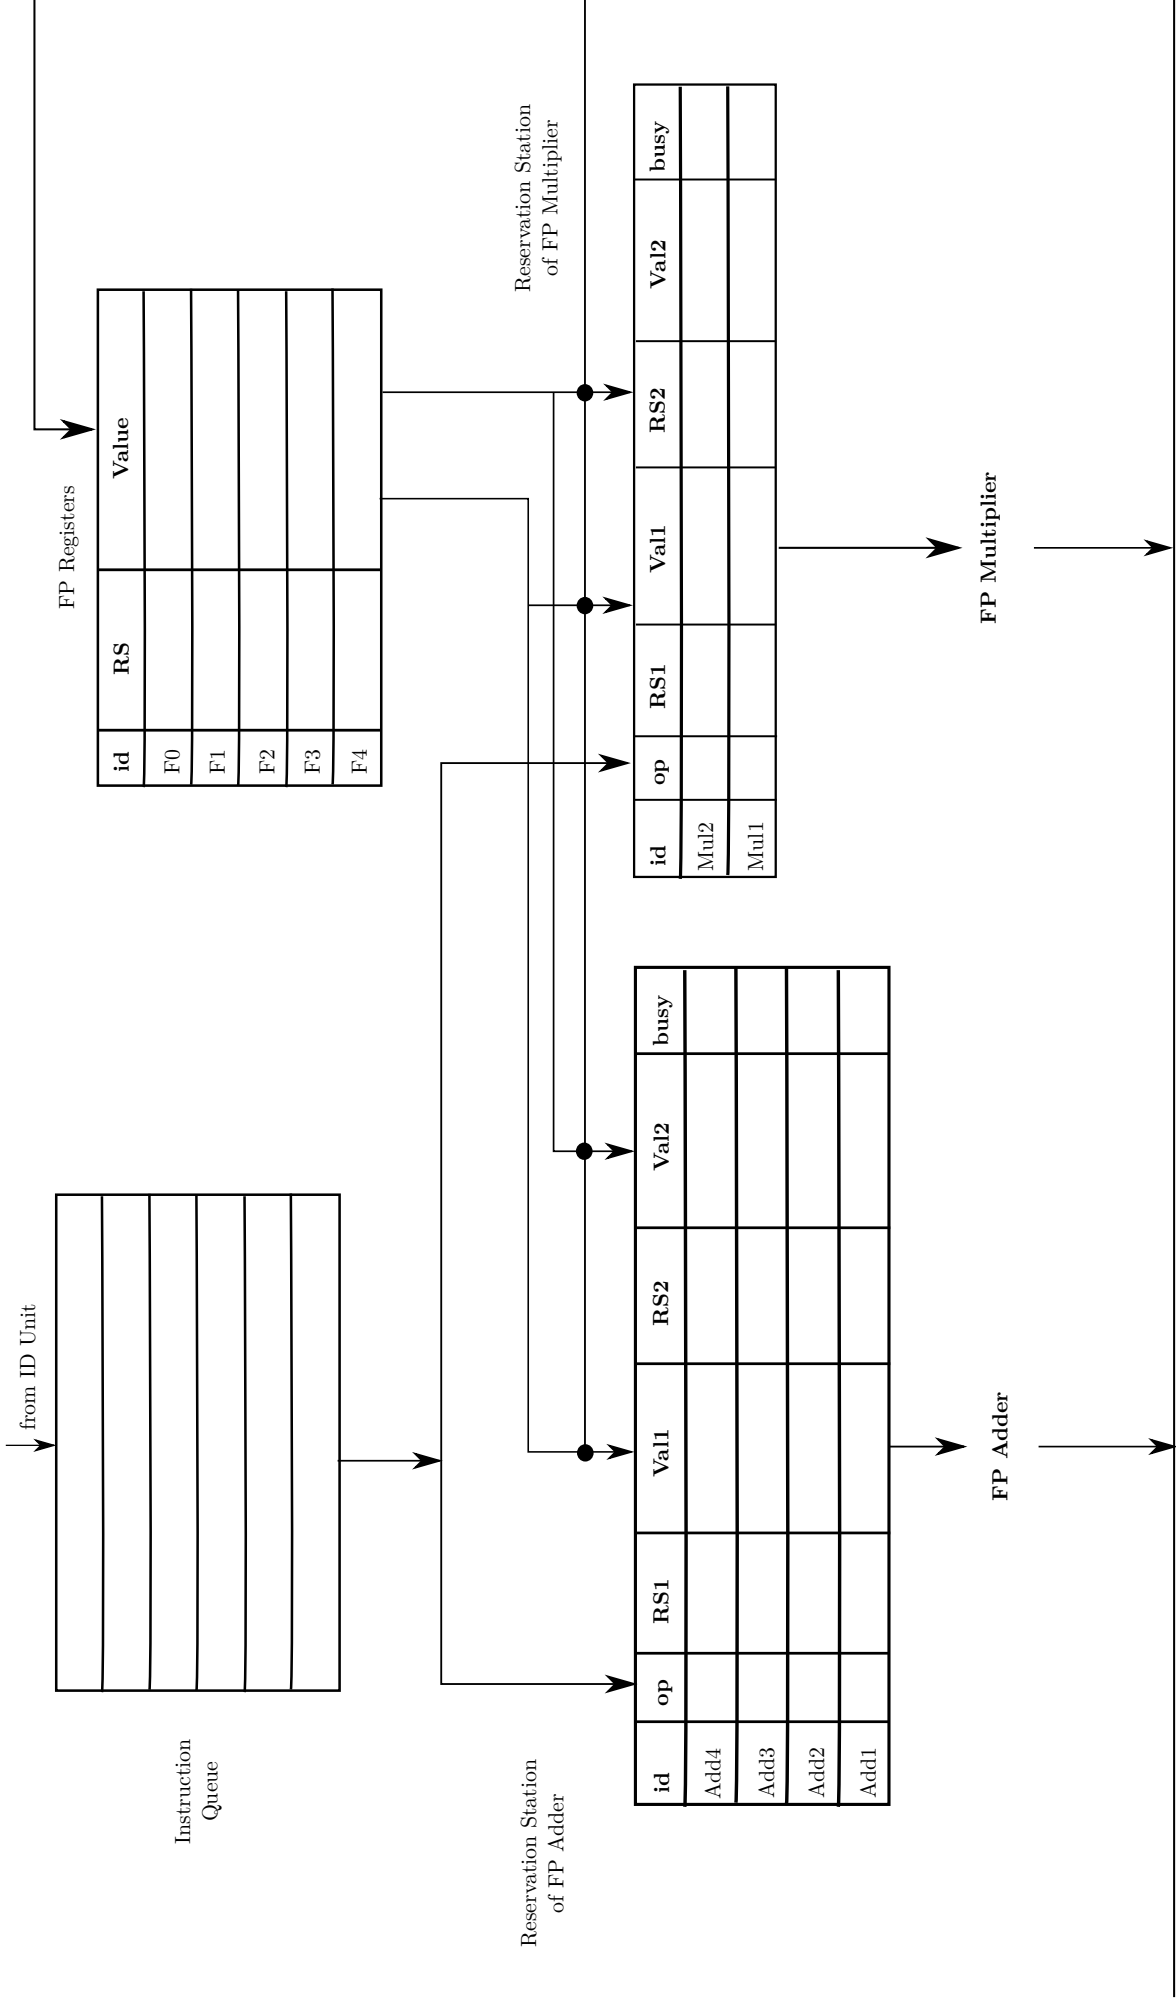 from ID Unit
Instruction
Queue
FP Registers
id RS Value
F0
F1
F2
F3
F4
Reservation Station
of FP Adder
id op RS1 Val1 RS2 Val2 busy
Add4
Add3
Add2
Add1
Reservation Station
of FP Multiplier
id op RS1 Val1 RS2 Val2 busy
Mul2
Mul1
FP Adder
FP Multiplier